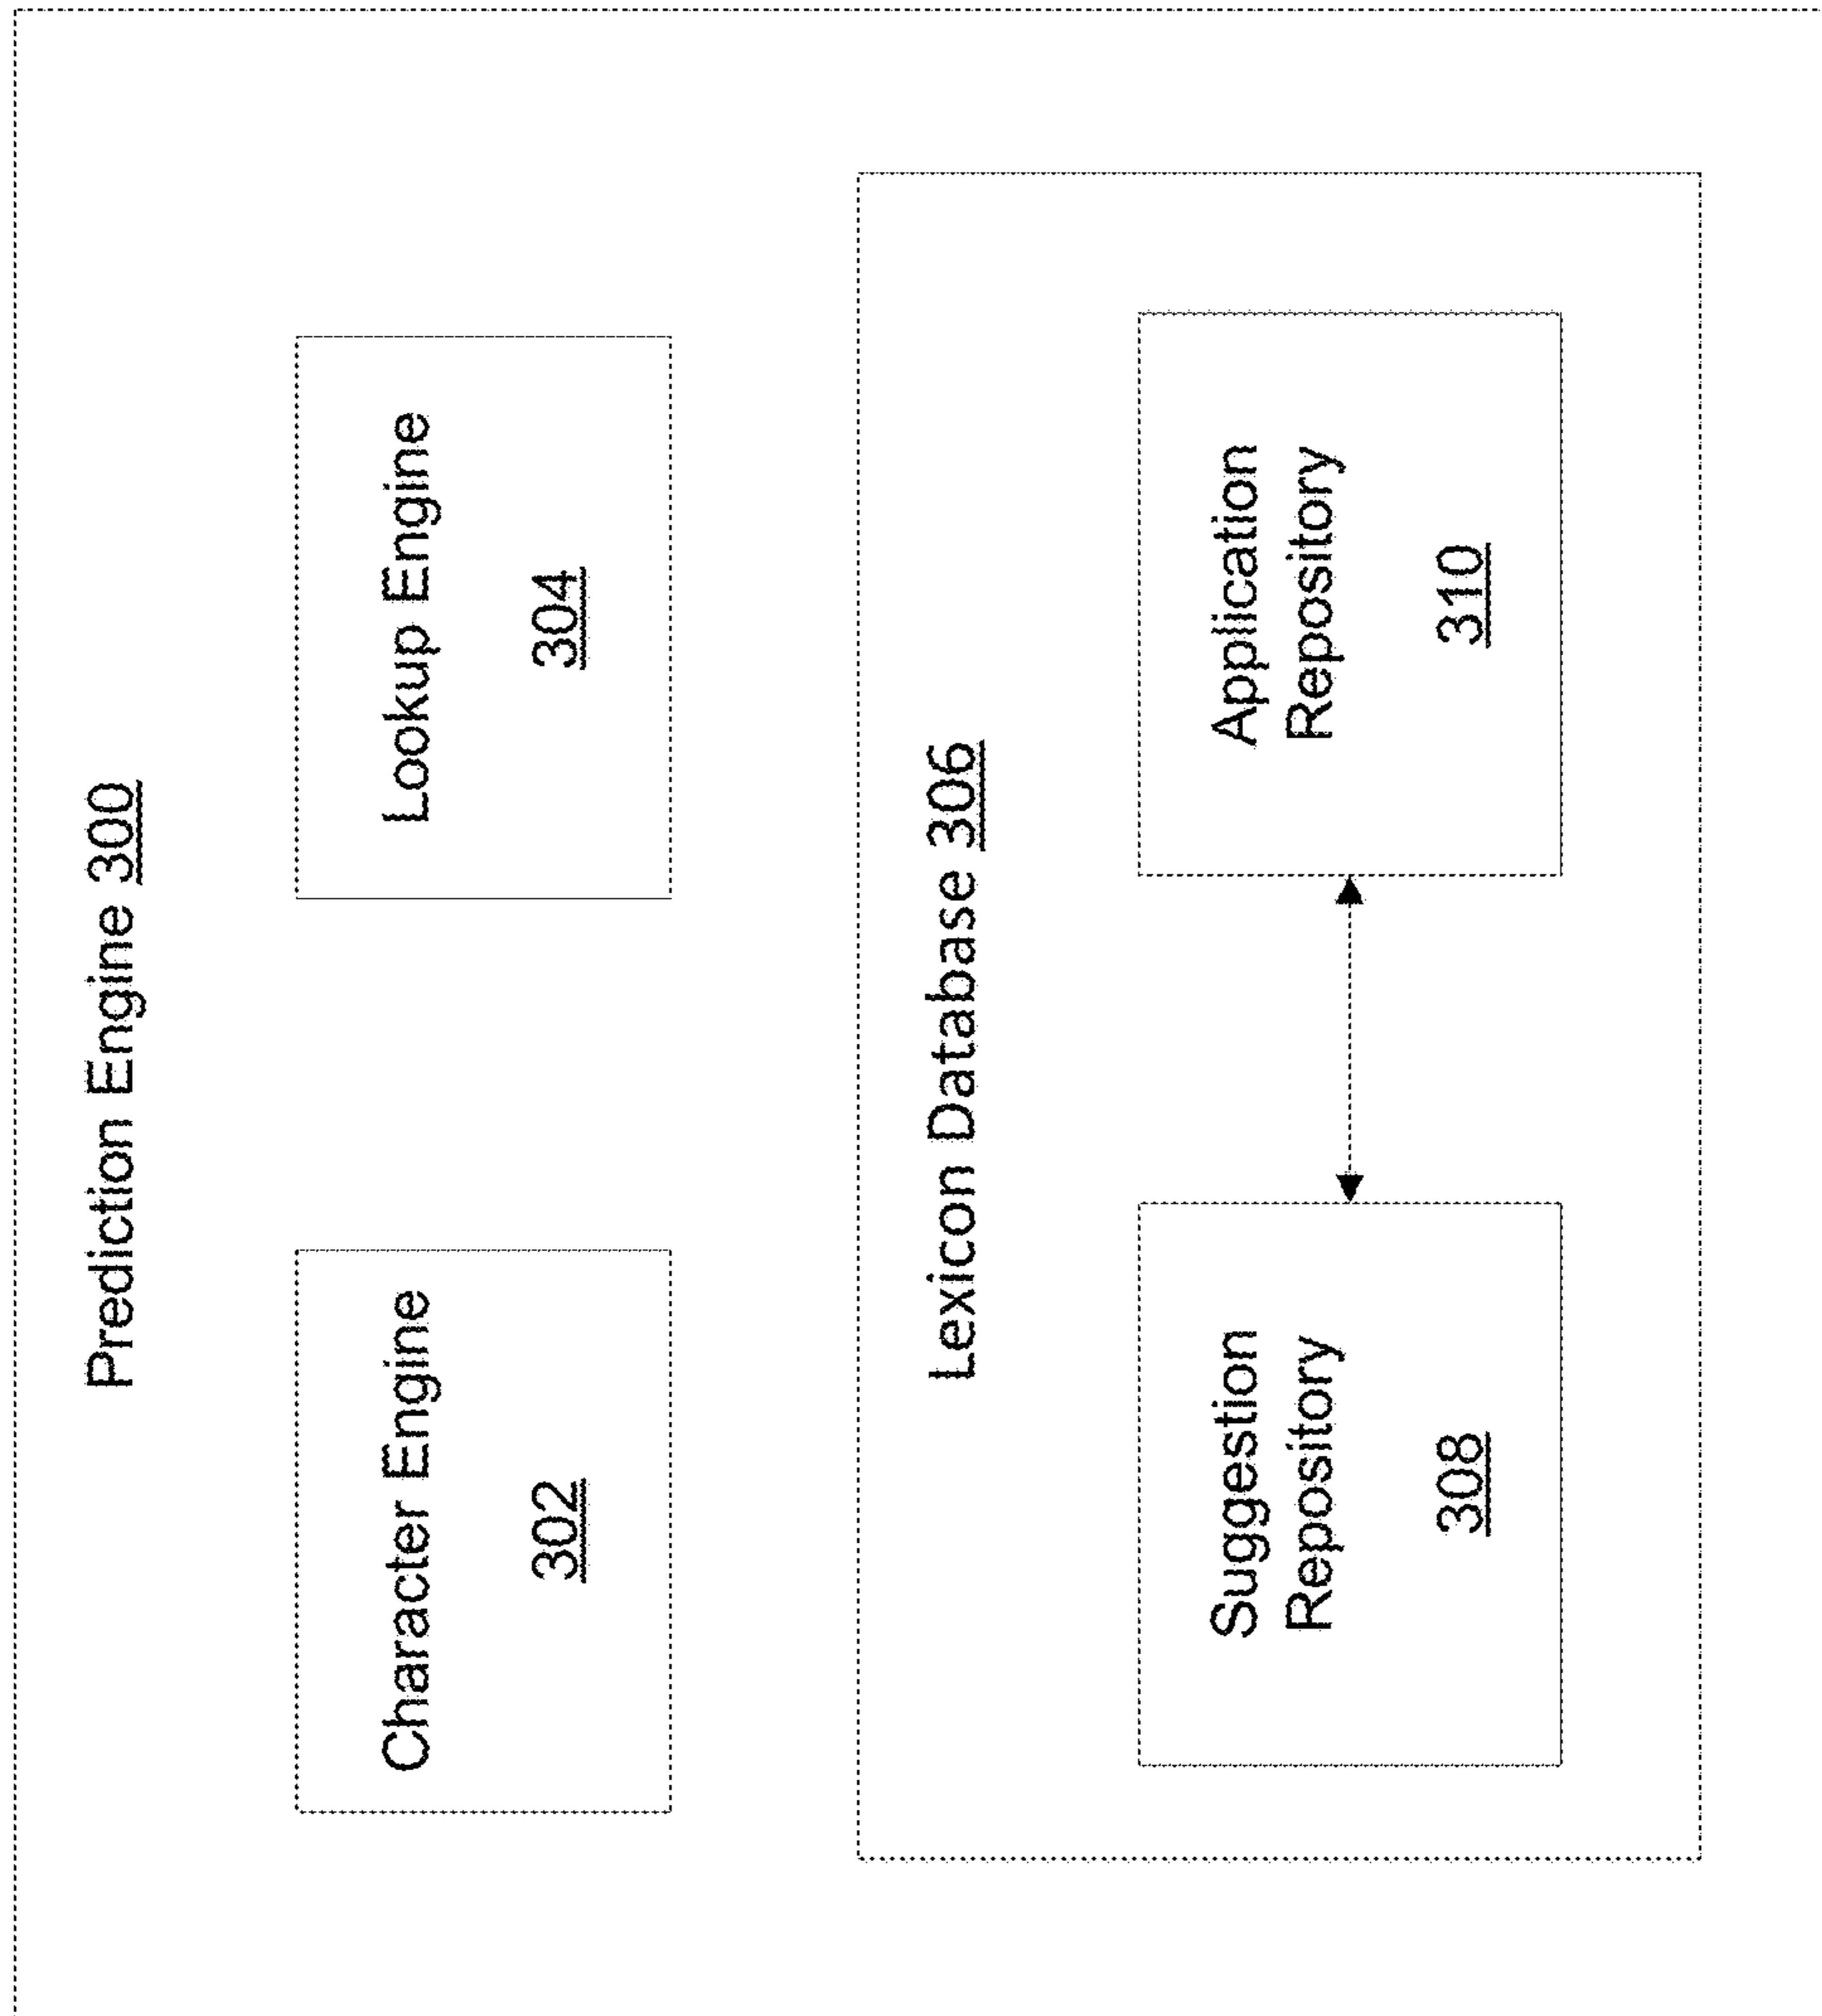 Prediction Engine 300
Character Engine
302
Lookup Engine
304
Lexicon Database 306
Suggestion
Repository
308
Application
Repository
310